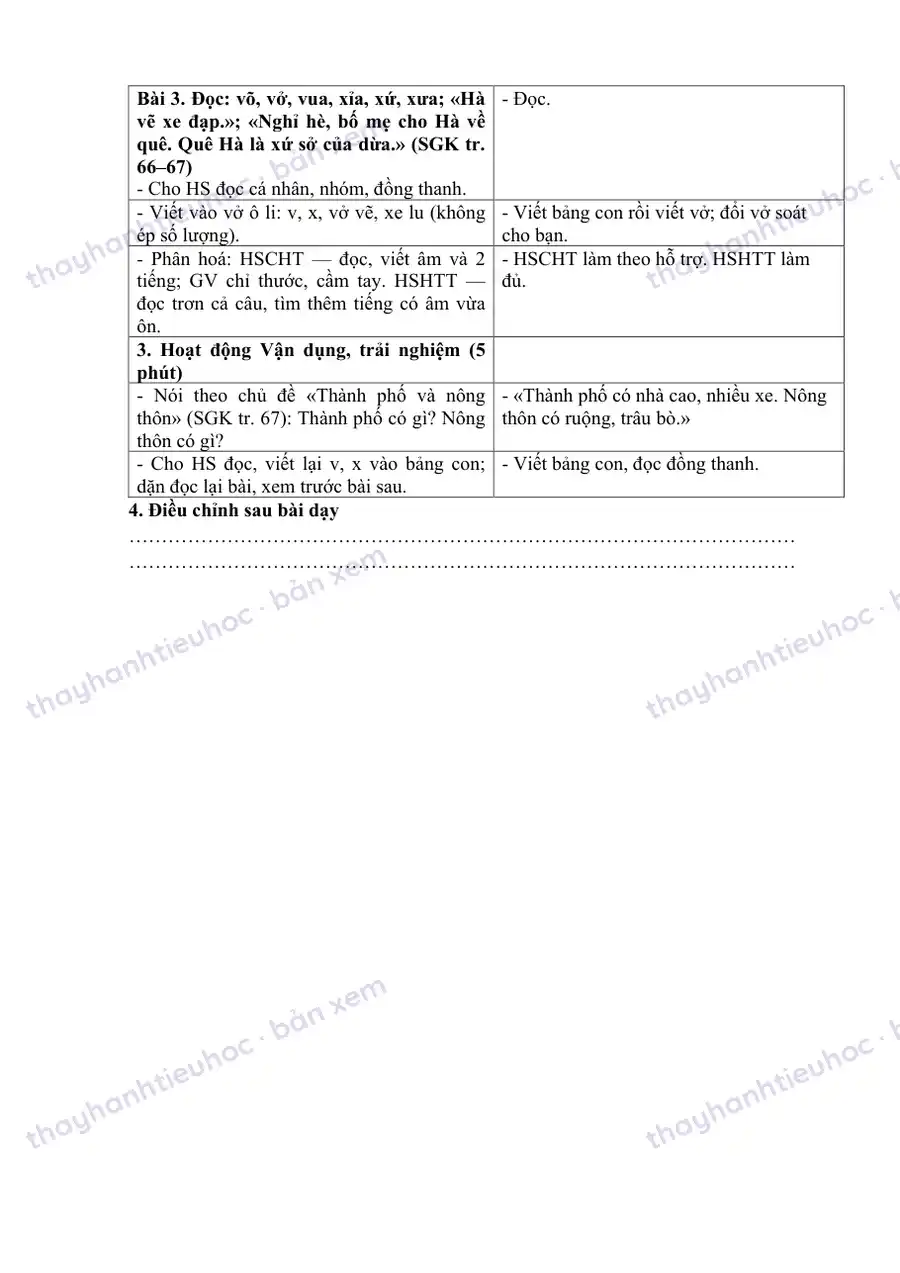 Bài 3. Đọc: võ, vở, vua, xỉa, xứ, xưa; «Hà
vẽ xe đạp.»; «Nghỉ hè, bố mẹ cho Hà về
quê. Quê Hà là xứ sở của dừa.» (SGK tr.
66–67)
- Cho HS đọc cá nhân, nhóm, đồng thanh.
- Đọc.
- Viết vào vở ô li: v, x, vở vẽ, xe lu (không
ép số lượng).
- Viết bảng con rồi viết vở; đổi vở soát
cho bạn.
- Phân hoá: HSCHT — đọc, viết âm và 2
tiếng; GV chỉ thước, cầm tay. HSHTT —
đọc trơn cả câu, tìm thêm tiếng có âm vừa
ôn.
- HSCHT làm theo hỗ trợ. HSHTT làm
đủ.
3. Hoạt động Vận dụng, trải nghiệm (5
phút)
- Nói theo chủ đề «Thành phố và nông
thôn» (SGK tr. 67): Thành phố có gì? Nông
thôn có gì?
- «Thành phố có nhà cao, nhiều xe. Nông
thôn có ruộng, trâu bò.»
- Cho HS đọc, viết lại v, x vào bảng con;
dặn đọc lại bài, xem trước bài sau.
- Viết bảng con, đọc đồng thanh.
4. Điều chỉnh sau bài dạy
……………………………………………………………………………………………
……………………………………………………………………………………………
thayhanhtieuhoc · bản xem
thayhanhtieuhoc · b
thayhanhtieuhoc · bản xem
thayhanhtieuhoc · b
thayhanhtieuhoc · bản xem
thayhanhtieuhoc · b